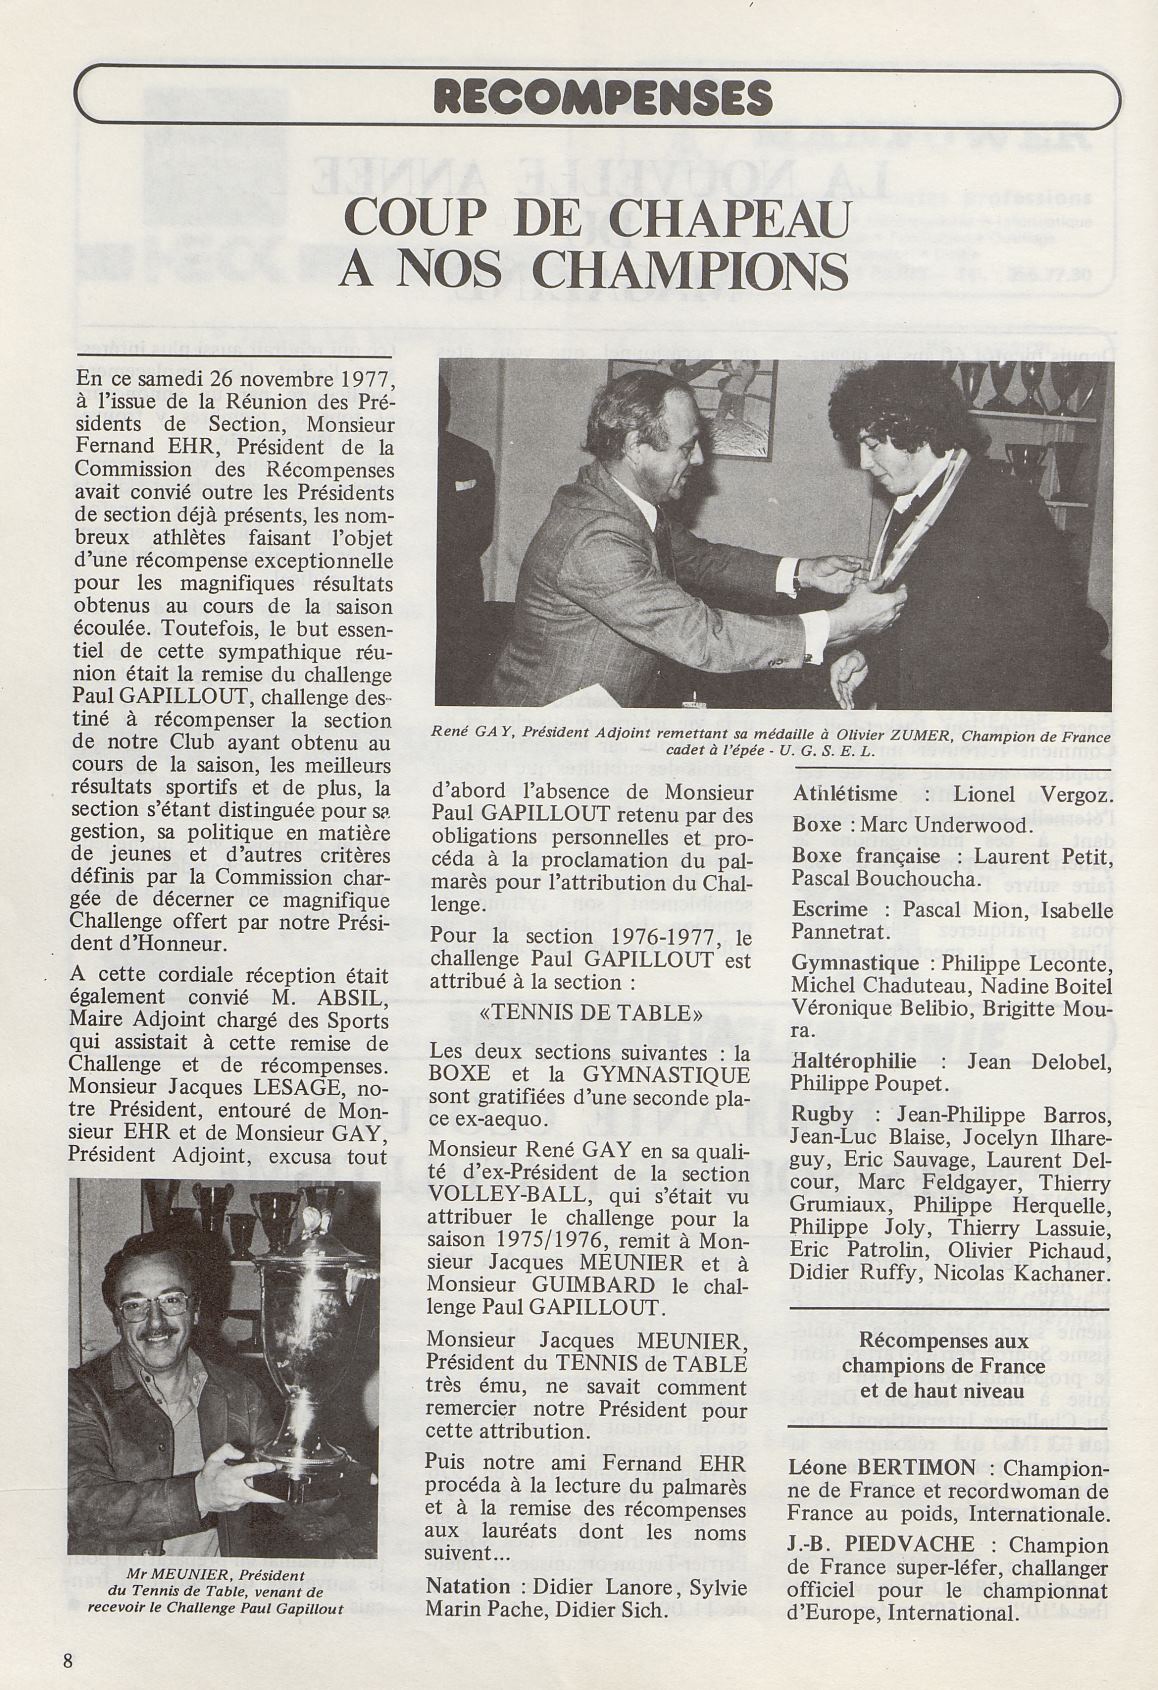 RECOMPENSES
COUP DE CHAPEAU
A NOS CHAMPIONS
En ce samedi 26 novembre 1977,
à l'issue de la Réunion des Pré-
sidents de Section, Monsieur
Fernand EHR, Président de la
Commission des Récompenses
avait convié outre les Présidents
de section déjà présents, les nom-
breux athlètes faisant l'objet
d'une récompense exceptionnelle
pour les magnifiques résultats
obtenus au cours de la saison
écoulée. Toutefois, le but essen-
tiel de cette sympathique réu-
nion était la remise du challenge
Paul GAPILLOUT, challenge des-
tiné à récompenser la section
de notre Club ayant obtenu au
cours de la saison, les meilleurs
résultats sportifs et de plus, la
section s'étant distinguée pour sa
gestion, sa politique en matière
de jeunes et d'autres critères
définis par la Commission char-
gée de décerner ce magnifique
Challenge offert par notre Prési-
dent d'Honneur.
A cette cordiale réception était
également convié M. ABSIL,
Maire Adjoint chargé des Sports
qui assistait à cette remise de
Challenge et de récompenses.
Monsieur Jacques LESAGE, no-
tre Président, entouré de Mon-
sieur EHR et de Monsieur GAY,
Président Adjoint, excusa tout
Mr MEUNIER, Président
du Tennis de Table, venant de
recevoir le Challenge Paul Gapillout
René GAY, Président Adjoint remettant sa médaille à Olivier ZUMER, Champion de France
cadet à l'épée - U. G. S. E. L.
d'abord l'absence de Monsieur
Paul GAPILLOUT retenu par des
obligations personnelles et pro-
céda à la proclamation du pal-
marès pour l'attribution du Chal-
lenge.
Pour la section 1976-1977, le
challenge Paul GAPILLOUT est
attribué à la section :
«TENNIS DE TABLE»
Les deux sections suivantes : la
BOXE et la GYMNASTIQUE
sont gratifiées d'une seconde pla-
ce ex-aequo.
Monsieur René GAY en sa quali-
té d'ex-Président de la section
VOLLEY-BALL, qui s'était vu
attribuer le challenge pour la
saison 1975/1976, remit à Mon-
sieur Jacques MEUNIER et à
Monsieur GUIMBARD le chal-
lenge Paul GAPILLOUT.
Monsieur Jacques MEUNIER,
Président du TENNIS de TABLE
très ému, ne savait comment
remercier notre Président pour
cette attribution.
Puis notre ami Fernand EHR
procéda à la lecture du palmarès
et à la remise des récompenses
aux lauréats dont les noms
suivent...
Natation : Didier Lanore, Sylvie
Marin Pache, Didier Sich.
Athlétisme : Lionel Vergoz.
Boxe : Marc Underwood.
Boxe française : Laurent Petit,
Pascal Bouchoucha.
Escrime : Pascal Mion, Isabelle
Pannetrat.
Gymnastique : Philippe Leconte,
Michel Chaduteau, Nadine Boitel
Véronique Belibio, Brigitte Mou-
ra.
Haltérophilie : Jean Delobel,
Philippe Poupet.
Rugby : Jean-Philippe Barros,
Jean-Luc Blaise, Jocelyn Ilhare-
guy, Eric Sauvage, Laurent Del-
cour, Marc Feldgayer, Thierry
Grumiaux, Philippe Herquelle,
Philippe Joly, Thierry Lassuie,
Eric Patrolin, Olivier Pichaud,
Didier Ruffy, Nicolas Kachaner.
Récompenses aux
champions de France
et de haut niveau
Léone BERTIMON : Champion-
ne de France et recordwoman de
France au poids, Internationale.
J.-B. PIEDVACHE : Champion
de France super-léfer, challanger
officiel pour le championnat
d'Europe, International.
8